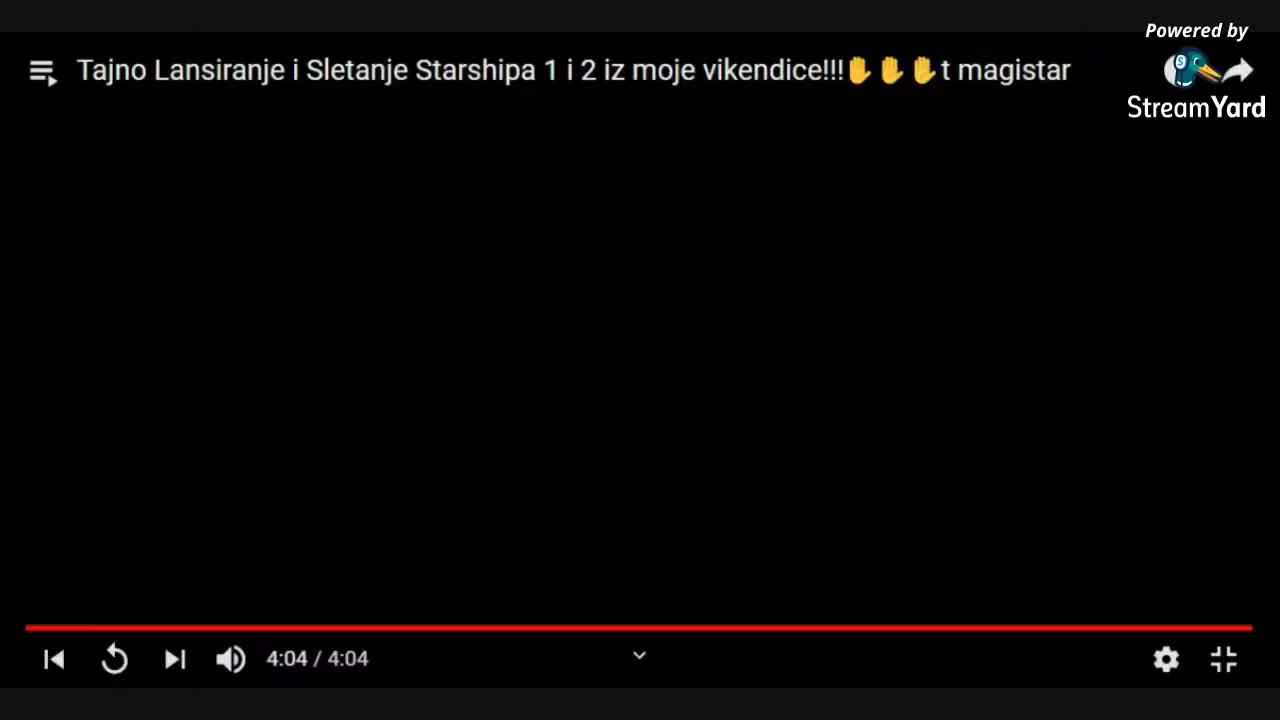 Powered by
Tajno Lansiranje i Sletanje Starshipa 1 i 2 iz moje vikendice!!!✋✋✋t magistar
S
StreamYard
4:04 / 4:04